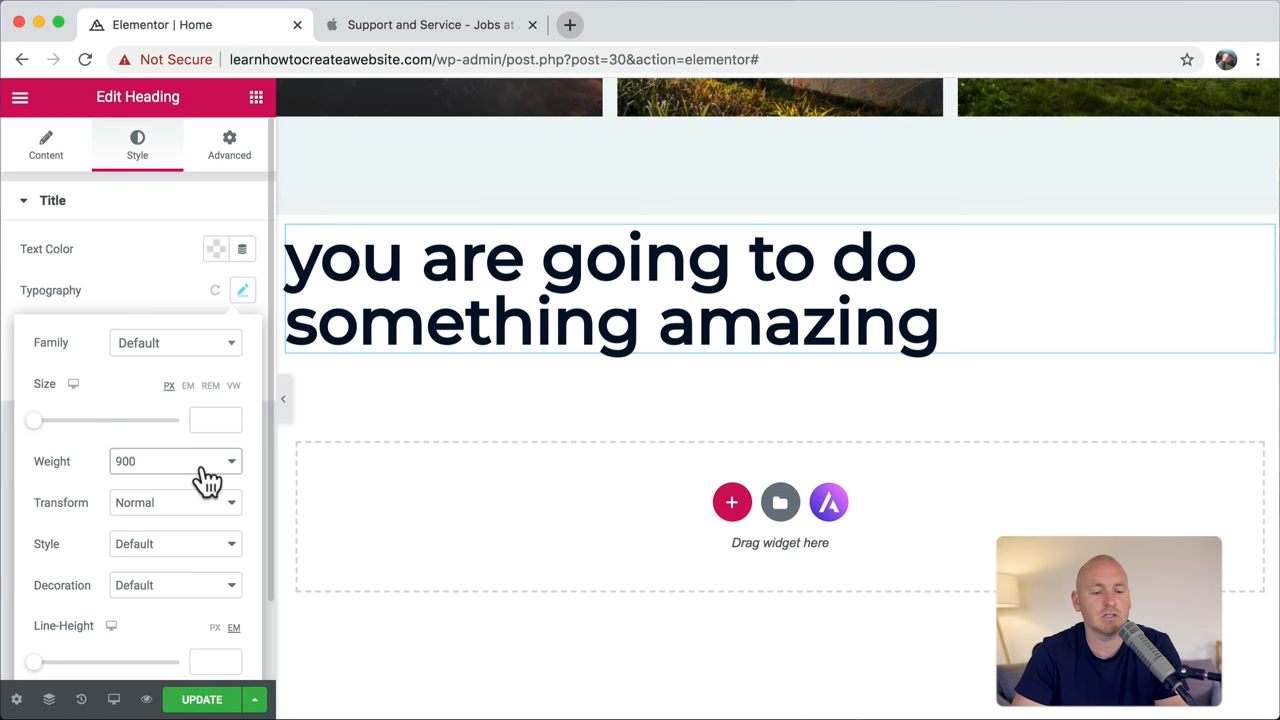 Elementor | Home
Support and Service - Jobs at
Not Secure
learnhowtocreateawebsite.com/wp-admin/post.php?post=30&action=elementor#
Edit Heading
Content
Style
Advanced
Title
Text Color
Typography
Family
Default
Size
PX
EM
REM
VW
Weight
900
Transform
Normal
Style
Default
Decoration
Default
Line-Height
PX
EM
UPDATE
you are going to do
something amazing
Drag widget here